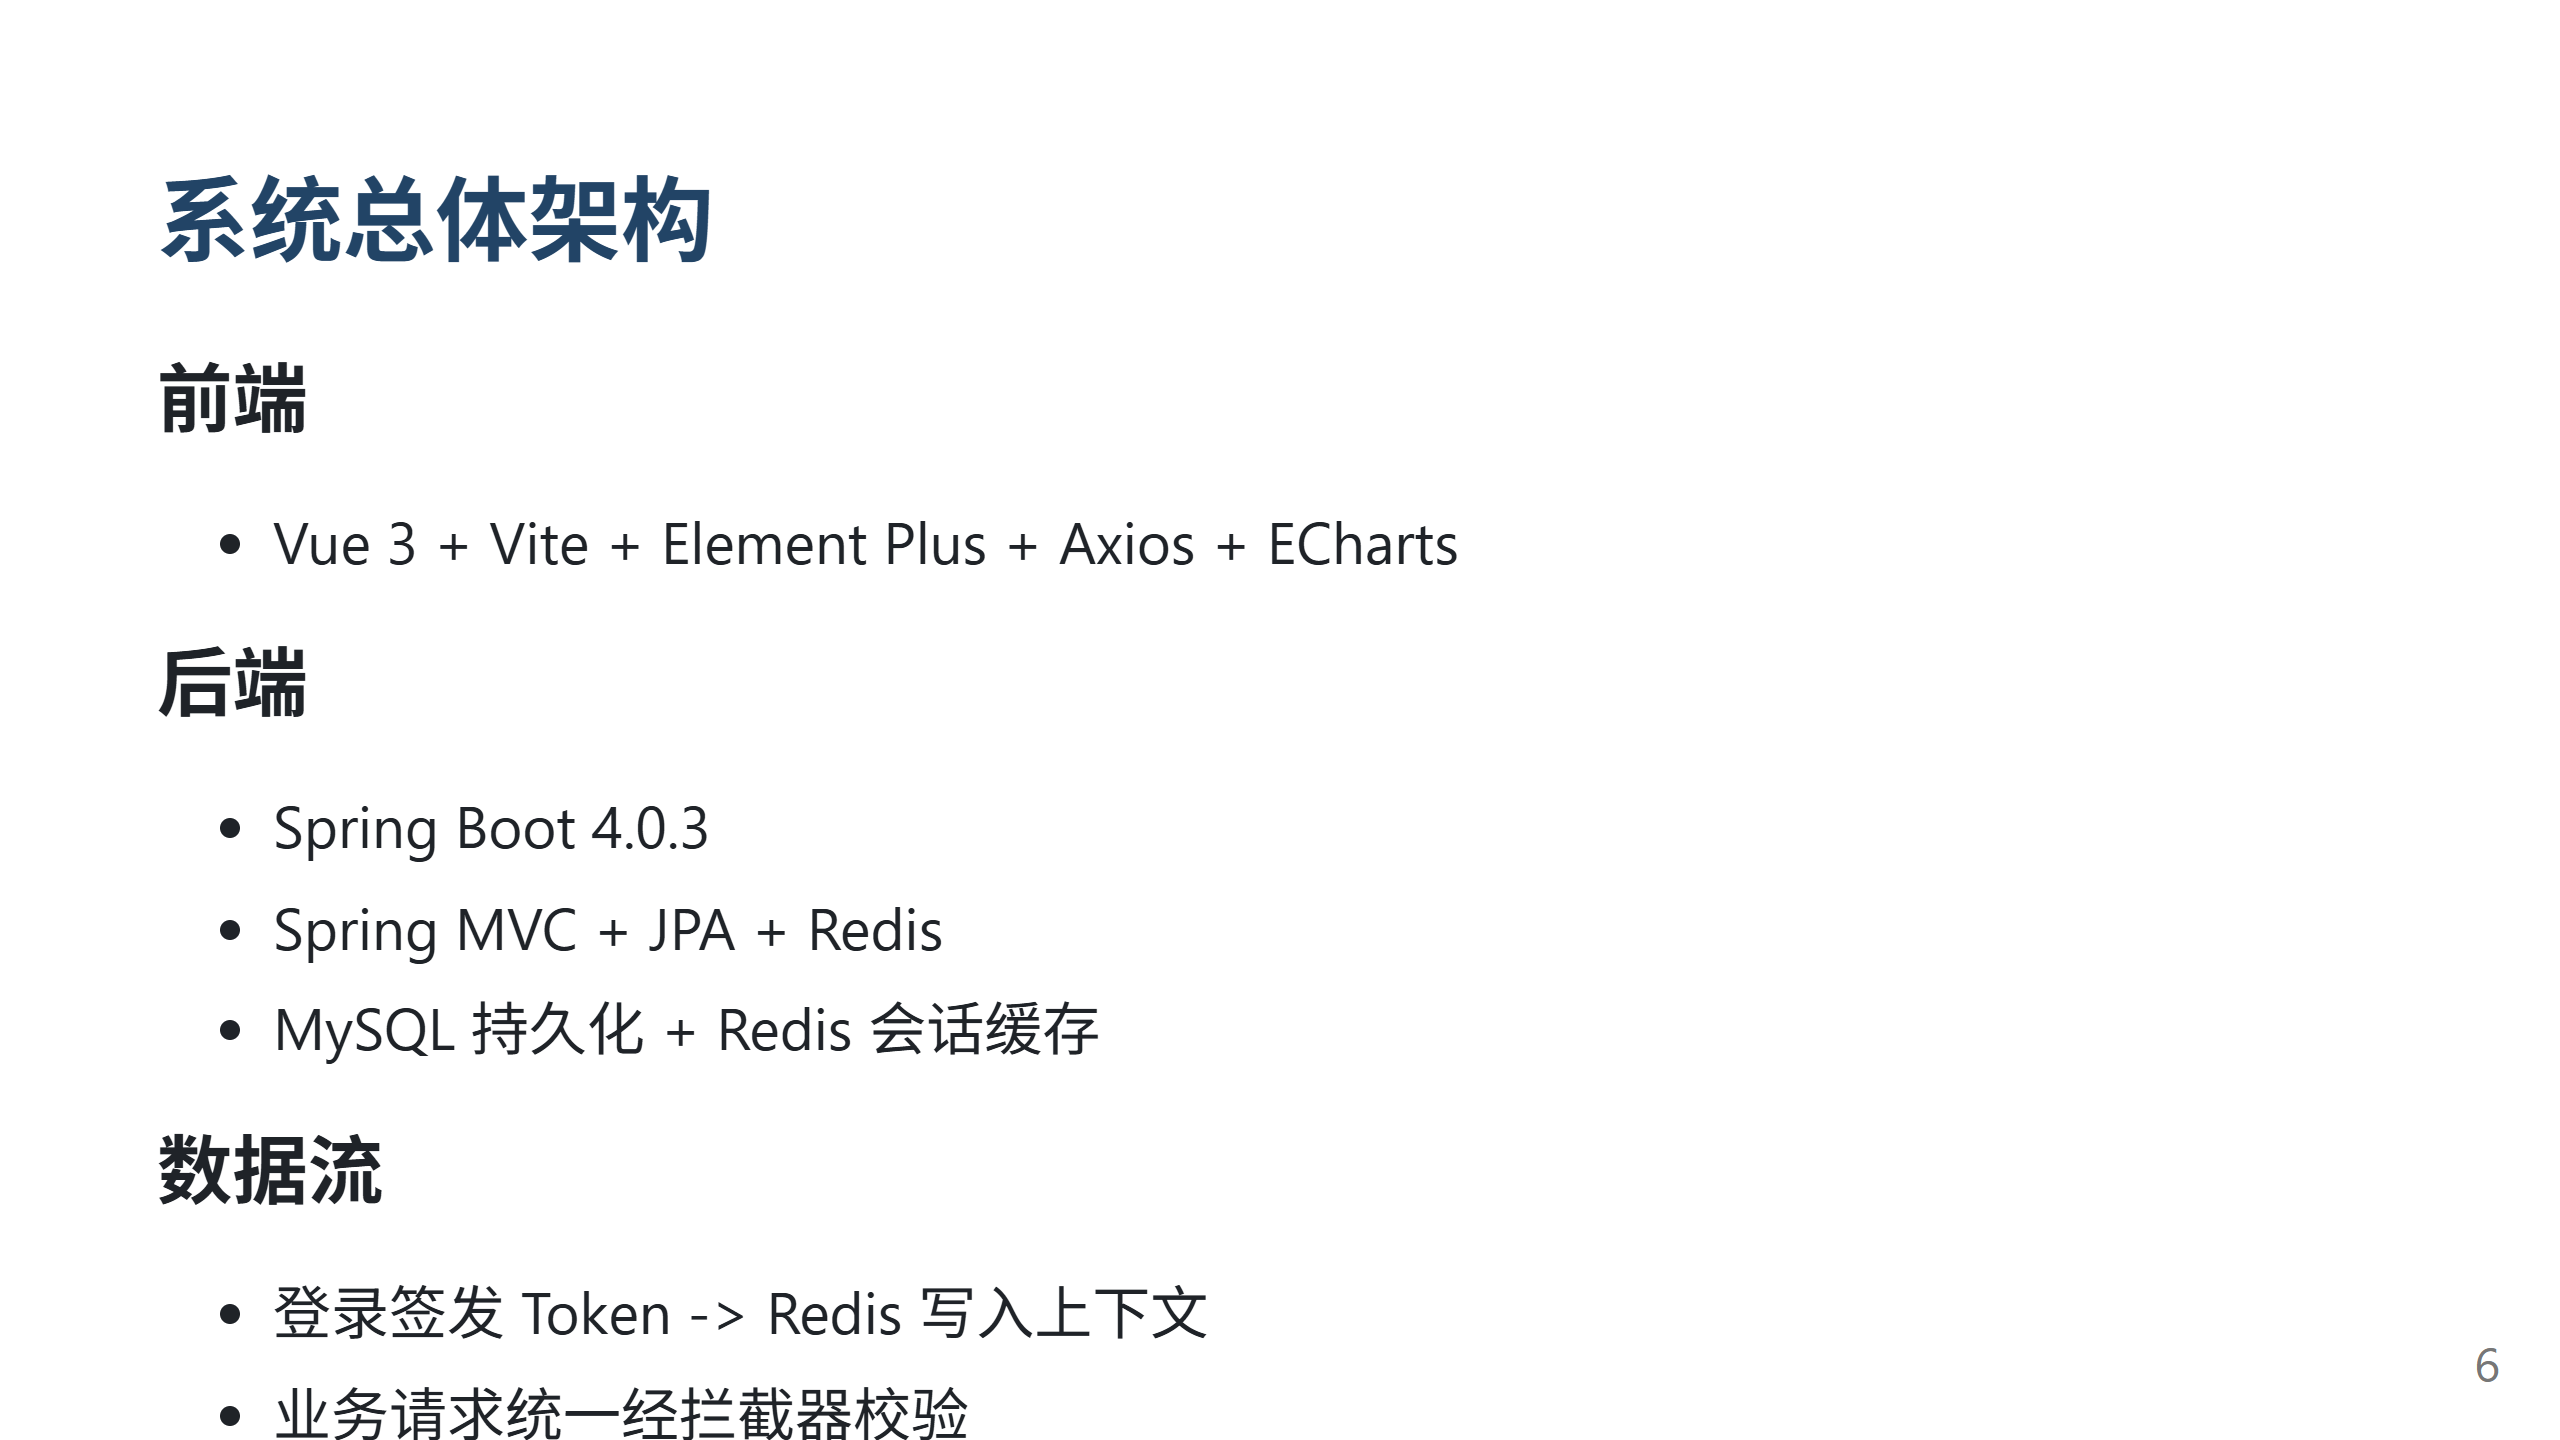 系统总体架构
前端
• Vue 3 + Vite + Element Plus + Axios + ECharts
后端
• Spring Boot 4.0.3
• Spring MVC + JPA + Redis
• MySQL 持久化 + Redis 会话缓存
数据流
• 登录签发 Token -> Redis 写入上下文
• 业务请求统一经拦截器校验
6